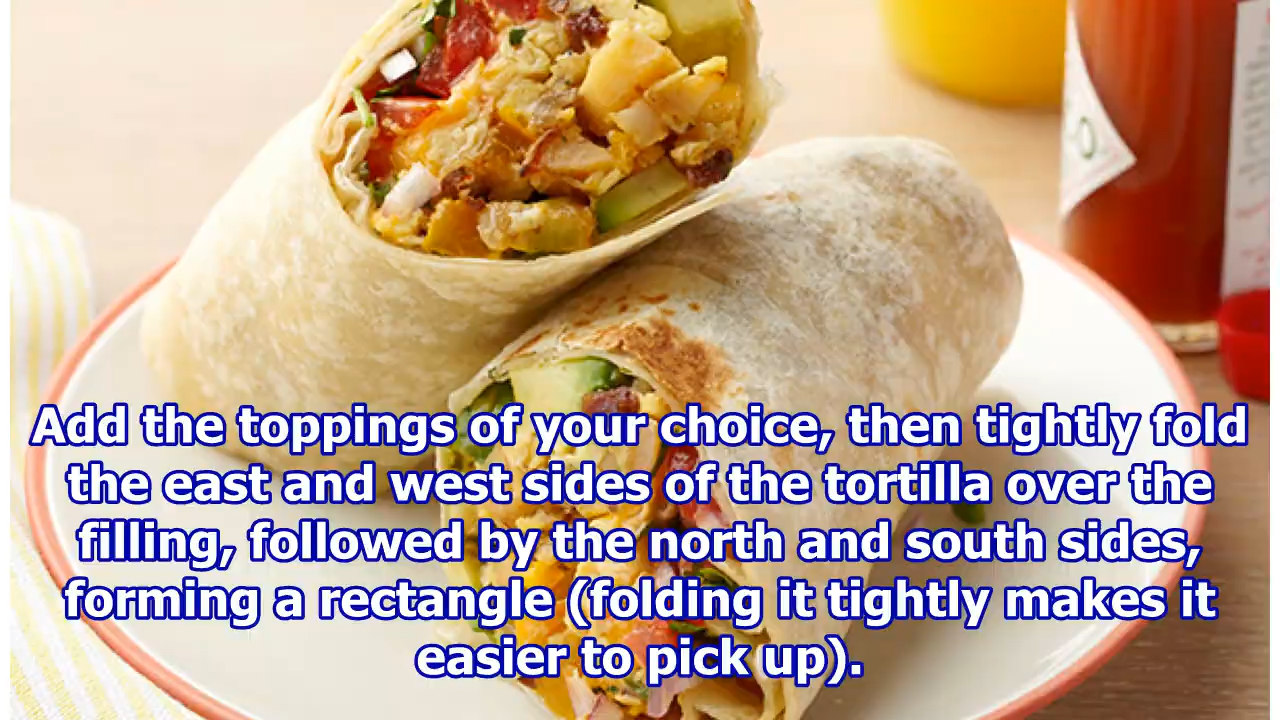 Add the toppings of your choice, then tightly fold
the east and west sides of the tortilla over the
filling, followed by the north and south sides,
forming a rectangle (folding it tightly makes it
easier to pick up).